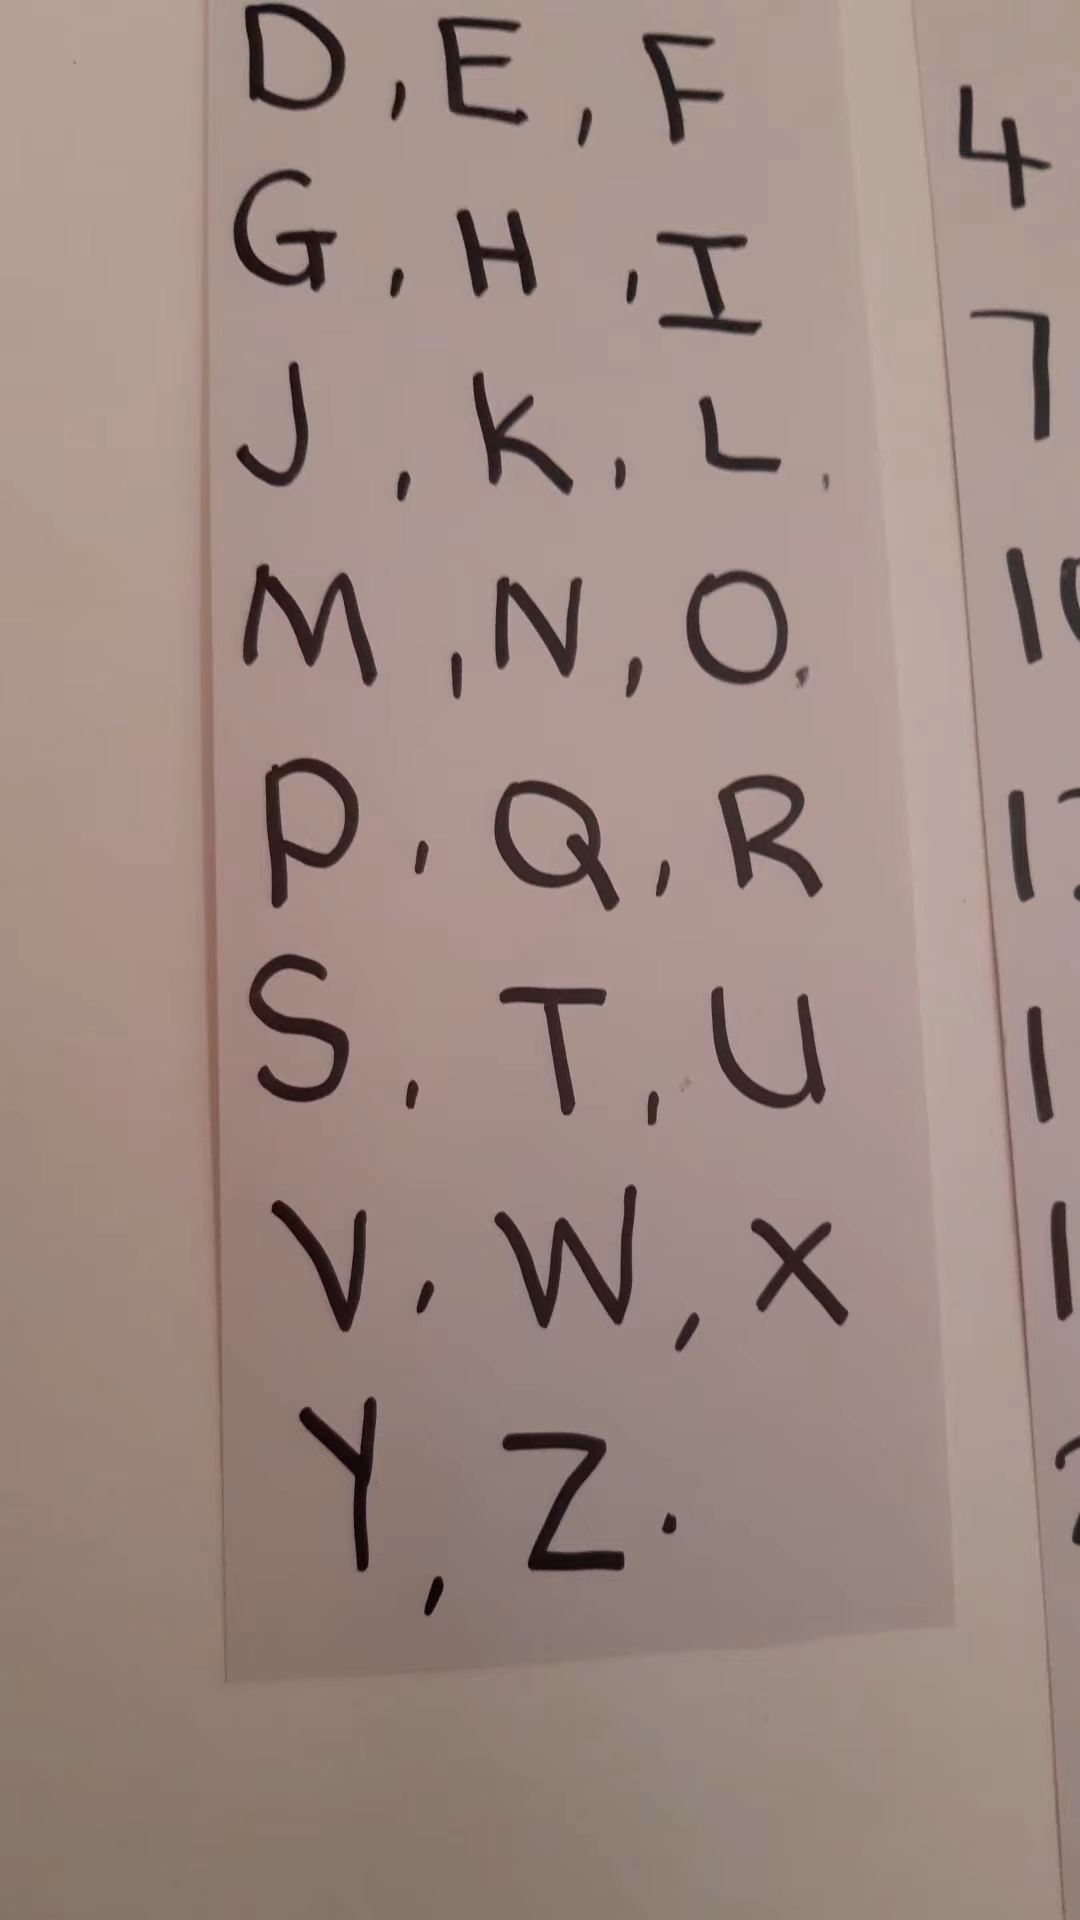 D, E, F
G, H, I
J, K, L,
M, N, O,
P, Q, R
S, T, U
V, W, X
Y, Z.
4
7